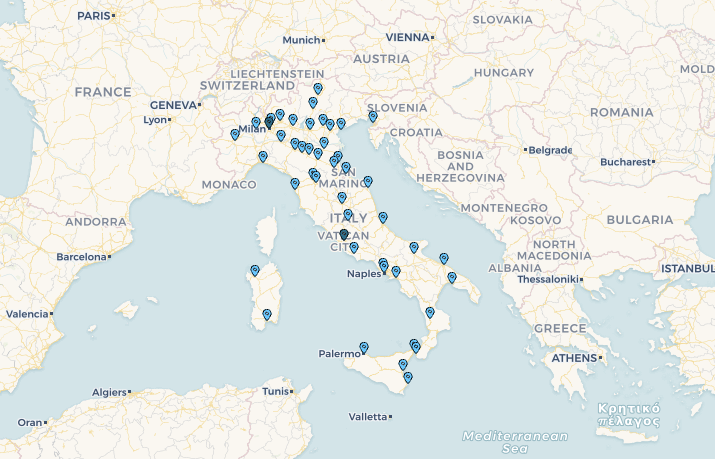 SLOVAKIA
PARIS
VIENNA
Munich
AUSTRIA
MOLD
LIECHTENSTEIN
HUNGARY
SWITZERLAND
FRANCE
GENEVA
SLOVENIA
ROMANIA
Lyon
Milan
CROATIA
Belgrade
BOSNIA
AND
HERZEGOVINA
Bucharest
SAN
MARINO
MONACO
MONTENEGRO
ANDORRA
ITALY
KOSOVO
BULGARIA
VATICAN
CITY
NORTH
MACEDONIA
Barcelona
ALBANIA
ISTANBUL
Naples
Thessaloniki
Valencia
GREECE
Palermo
ATHENS
Algiers
Tunis
Κρητικό
πέλαγος
Valletta
Oran
Mediterranean
Sea